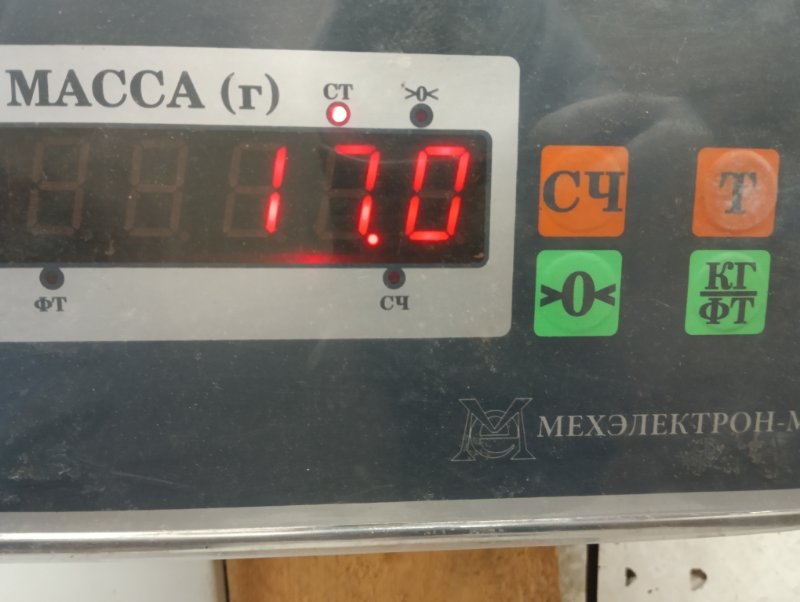 МАССА (г)
СТ >0<
17.0
ФТ СЧ
СЧ Т
>0< КГ
ФТ
МЕХЭЛЕКТРОН-М